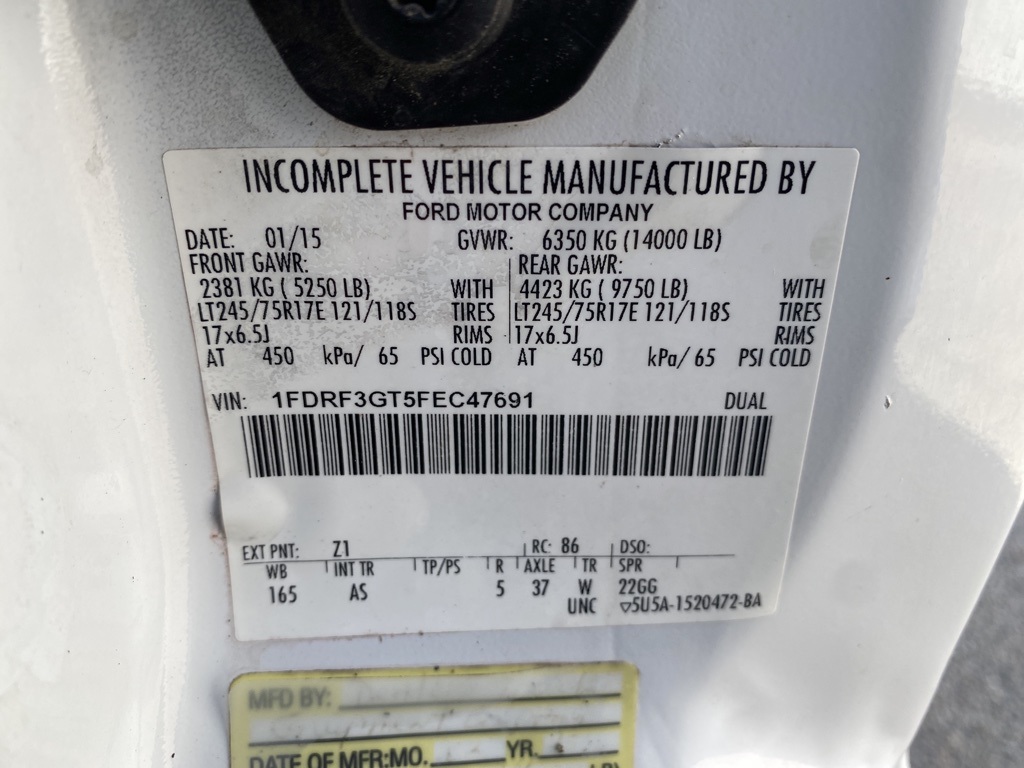 INCOMPLETE VEHICLE MANUFACTURED BY
FORD MOTOR COMPANY
DATE: 01/15 GVWR: 6350 KG (14000 LB)
FRONT GAWR: REAR GAWR:
2381 KG ( 5250 LB) WITH 4423 KG ( 9750 LB) WITH
LT245/75R17E 121/118S TIRES LT245/75R17E 121/118S TIRES
17x6.5J RIMS 17x6.5J RIMS
AT 450 kPa/ 65 PSI COLD AT 450 kPa/ 65 PSI COLD
VIN: 1FDRF3GT5FEC47691 DUAL
EXT PNT: Z1 RC: 86 DSO:
WB INT TR TP/PS R AXLE TR SPR
165 AS 5 37 W 22GG
UNC ▽5U5A-1520472-BA
MFD BY:
DATE OF MFR:MO. YR.
LB)